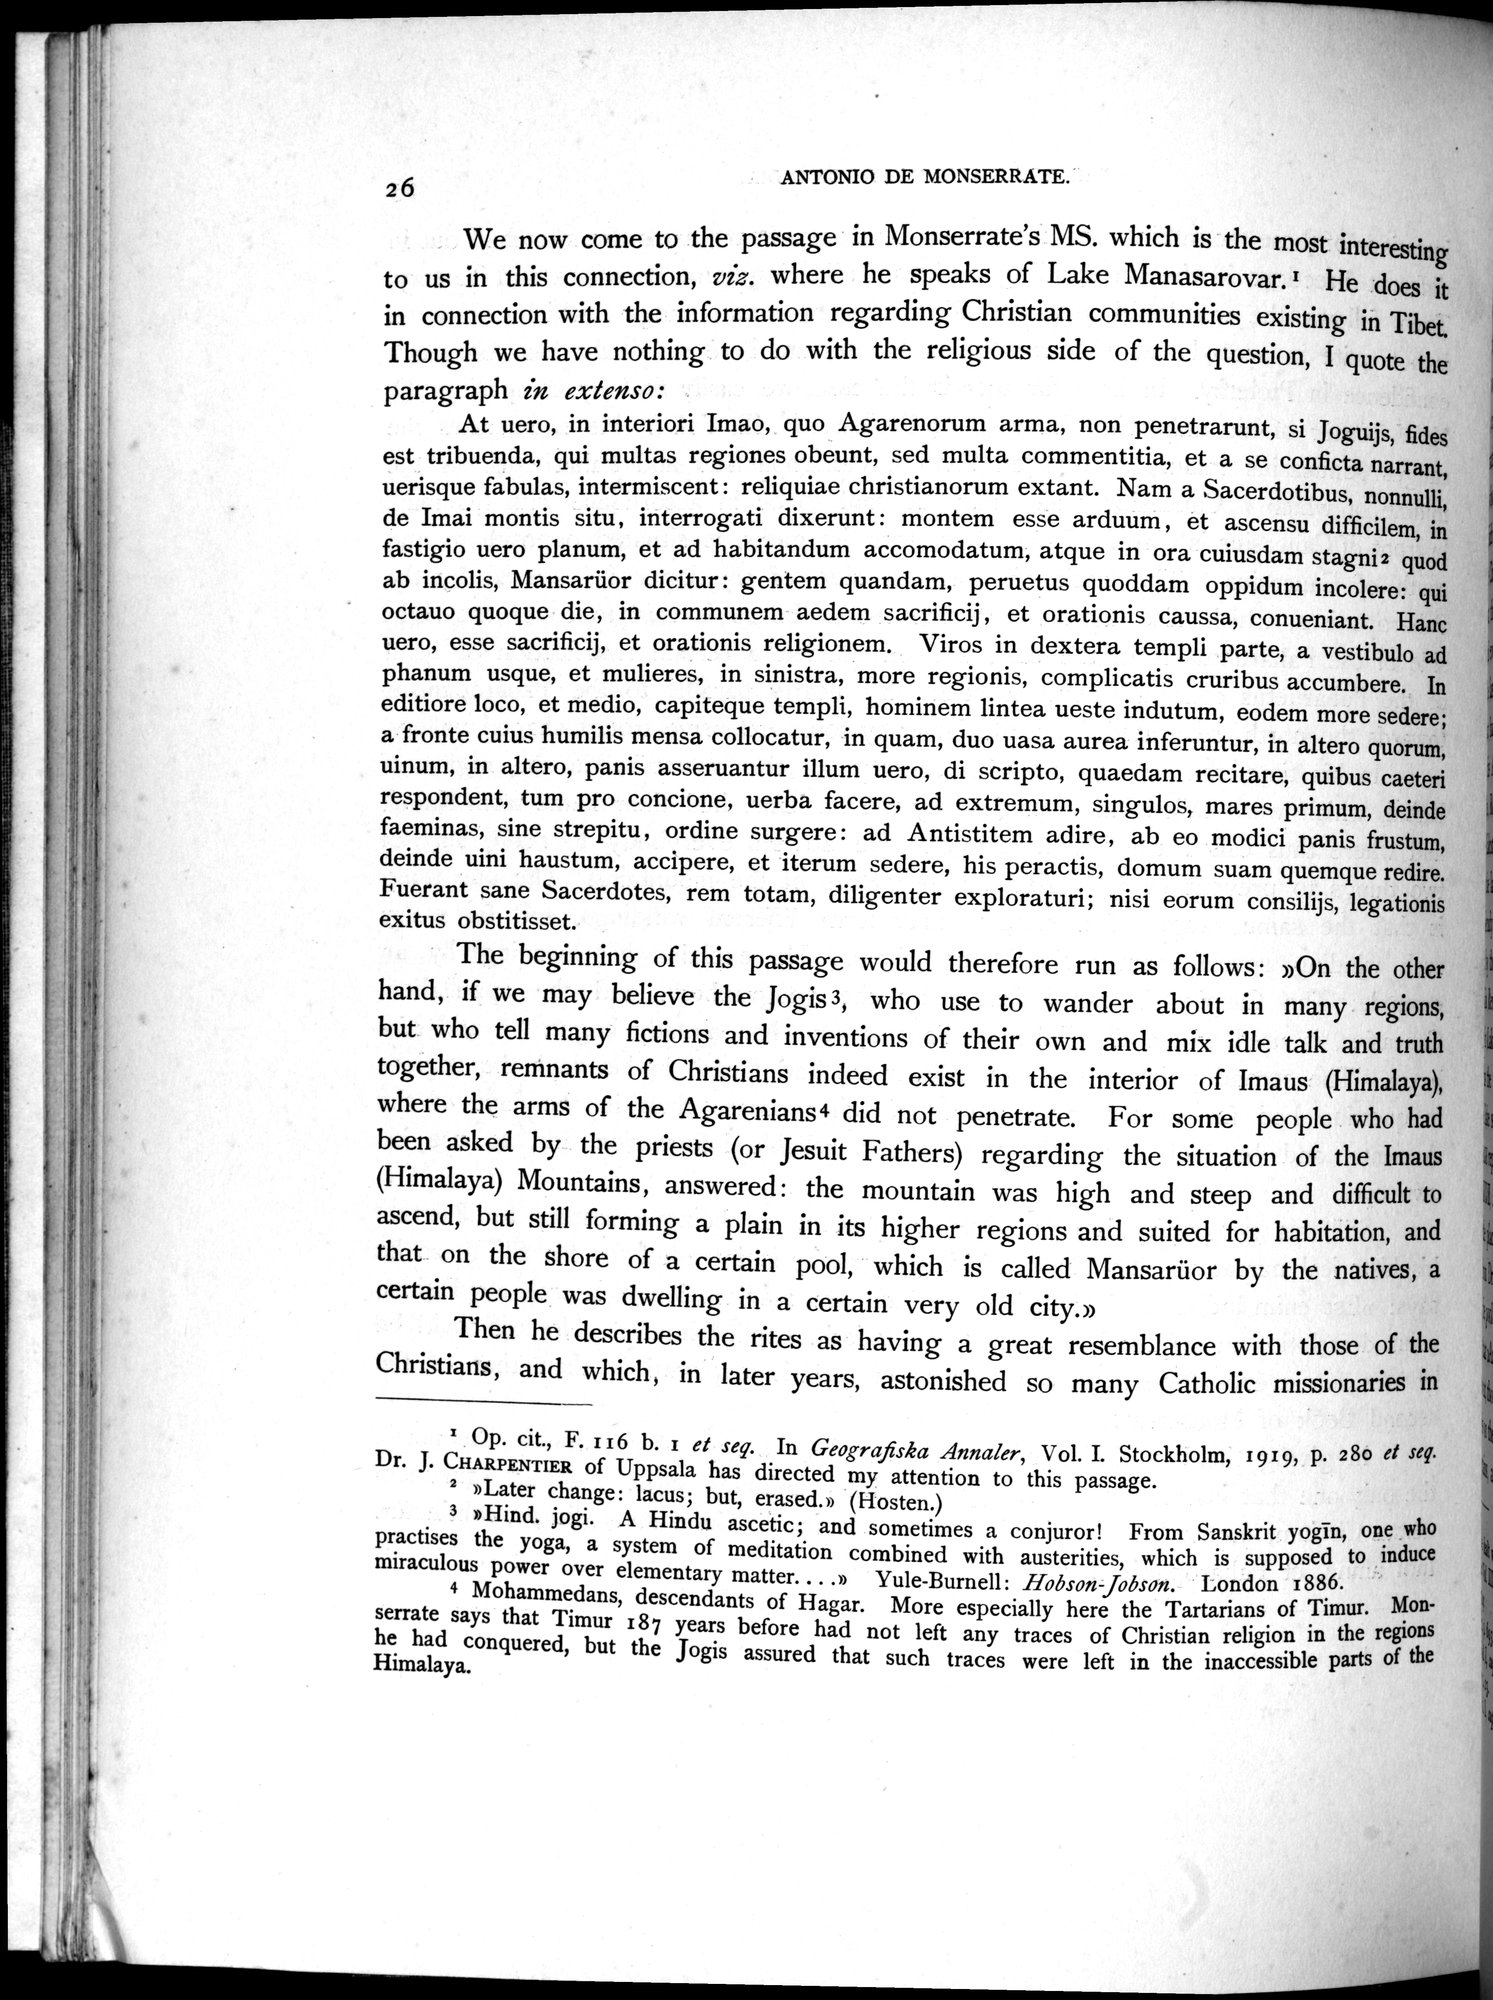 26
ANTONIO DE MONSERRATE.
We now come to the passage in Monserrate's MS. which is the most interesting
to us in this connection, viz. where he speaks of Lake Manasarovar.¹ He does it
in connection with the information regarding Christian communities existing in Tibet.
Though we have nothing to do with the religious side of the question, I quote the
paragraph in extenso:
At uero, in interiori Imao, quo Agarenorum arma, non penetrarunt, si Joguijs, fides
est tribuenda, qui multas regiones obeunt, sed multa commentitia, et a se conficta narrant,
uerisque fabulas, intermiscent: reliquiae christianorum extant. Nam a Sacerdotibus, nonnulli,
de Imai montis situ, interrogati dixerunt: montem esse arduum, et ascensu difficilem, in
fastigio uero planum, et ad habitandum accomodatum, atque in ora cuiusdam stagni² quod
ab incolis, Mansarüor dicitur: gentem quandam, peruetus quoddam oppidum incolere: qui
octauo quoque die, in communem aedem sacrificij, et orationis caussa, conueniant. Hanc
uero, esse sacrificij, et orationis religionem. Viros in dextera templi parte, a vestibulo ad
phanum usque, et mulieres, in sinistra, more regionis, complicatis cruribus accumbere. In
editiore loco, et medio, capiteque templi, hominem lintea ueste indutum, eodem more sedere;
a fronte cuius humilis mensa collocatur, in quam, duo uasa aurea inferuntur, in altero quorum,
uinum, in altero, panis asseruantur illum uero, di scripto, quaedam recitare, quibus caeteri
respondent, tum pro concione, uerba facere, ad extremum, singulos, mares primum, deinde
faeminas, sine strepitu, ordine surgere: ad Antistitem adire, ab eo modici panis frustum,
deinde uini haustum, accipere, et iterum sedere, his peractis, domum suam quemque redire.
Fuerant sane Sacerdotes, rem totam, diligenter exploraturi; nisi eorum consilijs, legationis
exitus obstitisset.
The beginning of this passage would therefore run as follows: »On the other
hand, if we may believe the Jogis³, who use to wander about in many regions,
but who tell many fictions and inventions of their own and mix idle talk and truth
together, remnants of Christians indeed exist in the interior of Imaus (Himalaya),
where the arms of the Agarenians⁴ did not penetrate. For some people who had
been asked by the priests (or Jesuit Fathers) regarding the situation of the Imaus
(Himalaya) Mountains, answered: the mountain was high and steep and difficult to
ascend, but still forming a plain in its higher regions and suited for habitation, and
that on the shore of a certain pool, which is called Mansarüor by the natives, a
certain people was dwelling in a certain very old city.»
Then he describes the rites as having a great resemblance with those of the
Christians, and which, in later years, astonished so many Catholic missionaries in
¹ Op. cit., F. 116 b. 1 et seq. In Geografiska Annaler, Vol. I. Stockholm, 1919, p. 280 et seq.
Dr. J. CHARPENTIER of Uppsala has directed my attention to this passage.
² »Later change: lacus; but, erased.» (Hosten.)
³ »Hind. jogi. A Hindu ascetic; and sometimes a conjuror! From Sanskrit yogīn, one who
practises the yoga, a system of meditation combined with austerities, which is supposed to induce
miraculous power over elementary matter. . . .» Yule-Burnell: Hobson-Jobson. London 1886.
⁴ Mohammedans, descendants of Hagar. More especially here the Tartarians of Timur. Mon-
serrate says that Timur 187 years before had not left any traces of Christian religion in the regions
he had conquered, but the Jogis assured that such traces were left in the inaccessible parts of the
Himalaya.